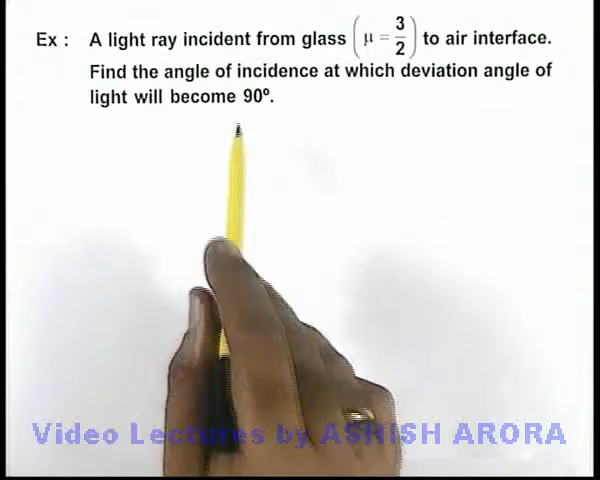 Ex : A light ray incident from glass (μ = 3/2) to air interface.
Find the angle of incidence at which deviation angle of
light will become 90º.
Video Lectures by ASHISH ARORA